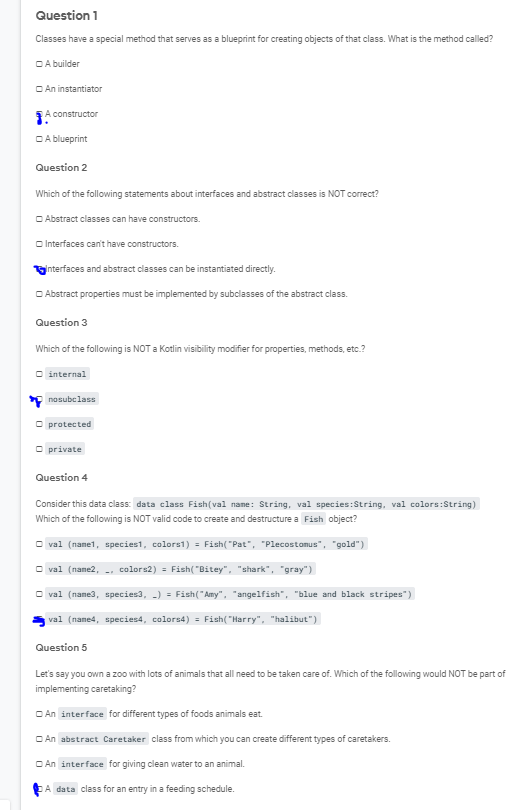 Question 1
Classes have a special method that serves as a blueprint for creating objects of that class. What is the method called?
A builder
An instantiator
A constructor
A blueprint
Question 2
Which of the following statements about interfaces and abstract classes is NOT correct?
Abstract classes can have constructors.
Interfaces can't have constructors.
Interfaces and abstract classes can be instantiated directly.
Abstract properties must be implemented by subclasses of the abstract class.
Question 3
Which of the following is NOT a Kotlin visibility modifier for properties, methods, etc.?
internal
nosubclass
protected
private
Question 4
Consider this data class: data class Fish(val name: String, val species:String, val colors:String)
Which of the following is NOT valid code to create and destructure a Fish object?
val (name1, species1, colors1) = Fish("Pat", "Plecostomus", "gold")
val (name2, _, colors2) = Fish("Bitey", "shark", "gray")
val (name3, species3, _) = Fish("Amy", "angelfish", "blue and black stripes")
val (name4, species4, colors4) = Fish("Harry", "halibut")
Question 5
Let's say you own a zoo with lots of animals that all need to be taken care of. Which of the following would NOT be part of
implementing caretaking?
An interface for different types of foods animals eat.
An abstract Caretaker class from which you can create different types of caretakers.
An interface for giving clean water to an animal.
A data class for an entry in a feeding schedule.